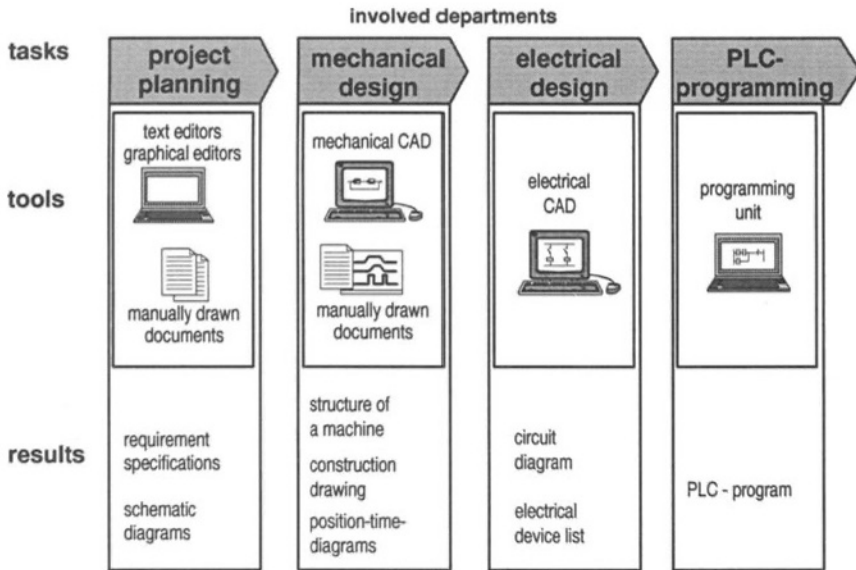 involved departments
tasks
project
planning
mechanical
design
electrical
design
PLC-
programming
tools
text editors
graphical editors
manually drawn
documents
mechanical CAD
manually drawn
documents
electrical
CAD
programming
unit
results
requirement
specifications
schematic
diagrams
structure of
a machine
construction
drawing
position-time-
diagrams
circuit
diagram
electrical
device list
PLC - program